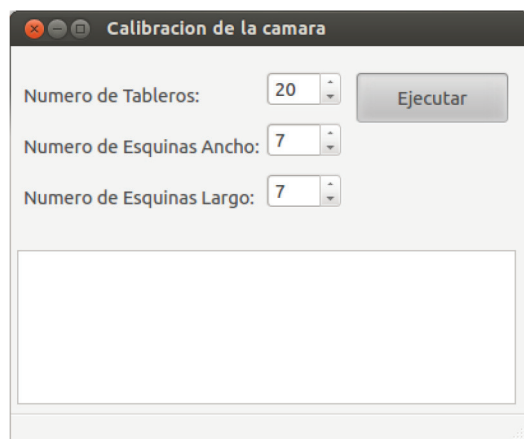 Calibracion de la camara
Numero de Tableros: 20 Ejecutar
Numero de Esquinas Ancho: 7
Numero de Esquinas Largo: 7